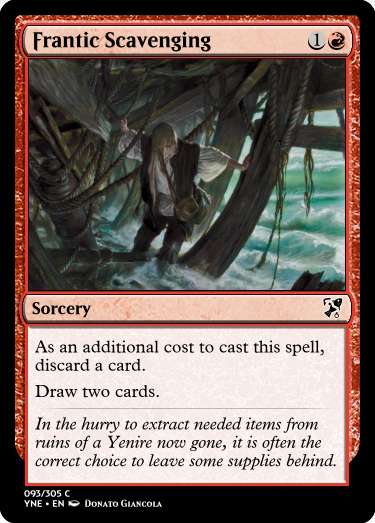 Frantic Scavenging 1
Sorcery
As an additional cost to cast this spell,
discard a card.
Draw two cards.
In the hurry to extract needed items from
ruins of a Yenire now gone, it is often the
correct choice to leave some supplies behind.
093/305 C
YNE • EN Donato Giancola